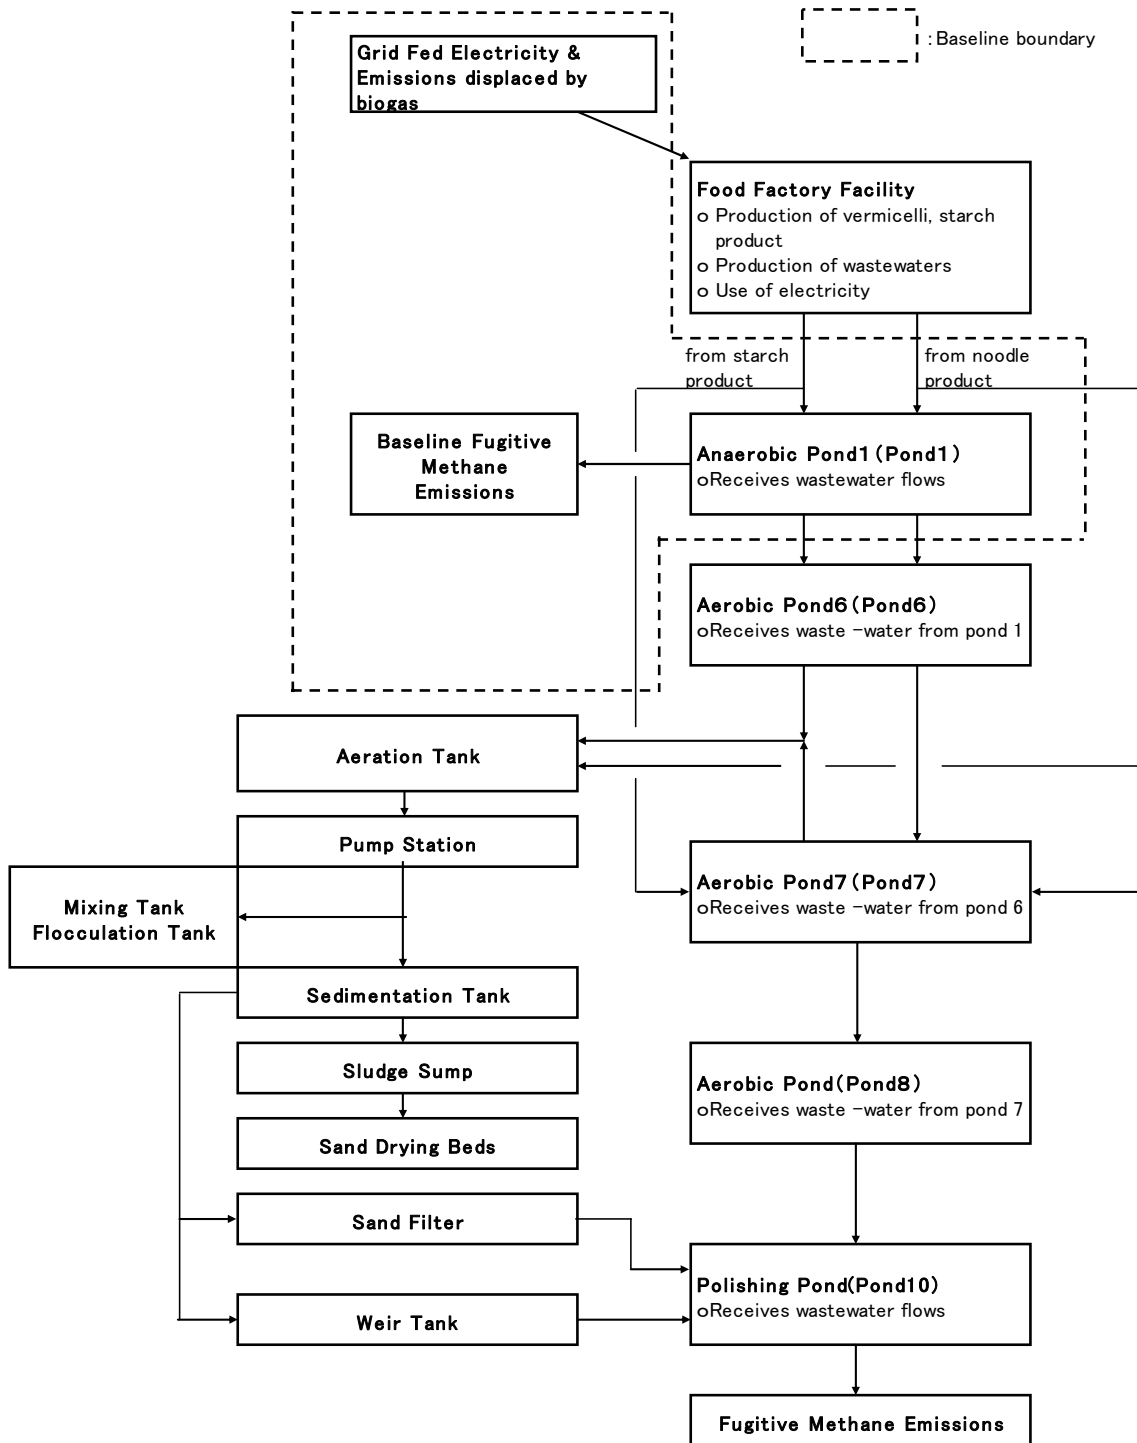 : Baseline boundary
Grid Fed Electricity &
Emissions displaced by
biogas
Food Factory Facility
o Production of vermicelli, starch
product
o Production of wastewaters
o Use of electricity
from starch
product
from noodle
product
Baseline Fugitive
Methane
Emissions
Anaerobic Pond1 (Pond1)
oReceives wastewater flows
Aerobic Pond6 (Pond6)
oReceives waste -water from pond 1
Aeration Tank
Pump Station
Mixing Tank
Flocculation Tank
Aerobic Pond7 (Pond7)
oReceives waste -water from pond 6
Sedimentation Tank
Sludge Sump
Sand Drying Beds
Aerobic Pond(Pond8)
oReceives waste -water from pond 7
Sand Filter
Weir Tank
Polishing Pond(Pond10)
oReceives wastewater flows
Fugitive Methane Emissions